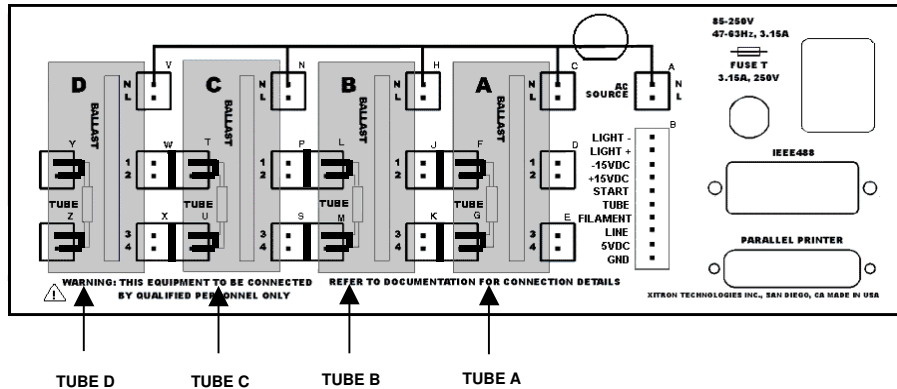 85-250V
47-63Hz, 3.15A
FUSE T
3.15A, 250V
V
N
H
C
A
D
C
B
A
N
L
N
L
N
L
N
L
AC
SOURCE
N
L
BALLAST
BALLAST
BALLAST
BALLAST
B
Y
W
T
P
L
J
F
D
1
2
1
2
1
2
1
2
LIGHT -
LIGHT +
-15VDC
+15VDC
START
TUBE
FILAMENT
LINE
5VDC
GND
IEEE488
TUBE
TUBE
TUBE
TUBE
Z
X
U
S
M
K
G
E
3
4
3
4
3
4
3
4
PARALLEL PRINTER
WARNING: THIS EQUIPMENT TO BE CONNECTED
BY QUALIFIED PERSONNEL ONLY
REFER TO DOCUMENTATION FOR CONNECTION DETAILS
XITRON TECHNOLOGIES INC., SAN DIEGO, CA MADE IN USA
TUBE D
TUBE C
TUBE B
TUBE A